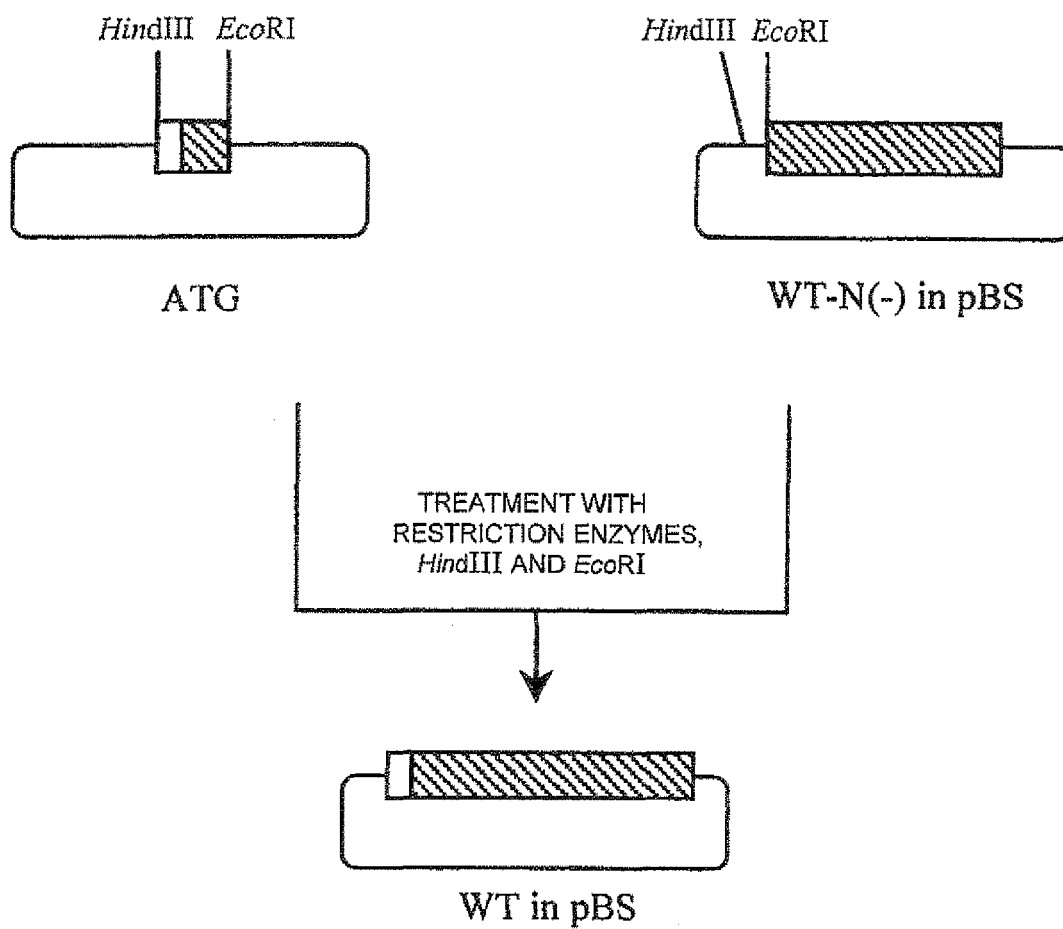 HindIII EcoRI
HindIII EcoRI
ATG
WT-N(-) in pBS
TREATMENT WITH
RESTRICTION ENZYMES,
HindIII AND EcoRI
WT in pBS